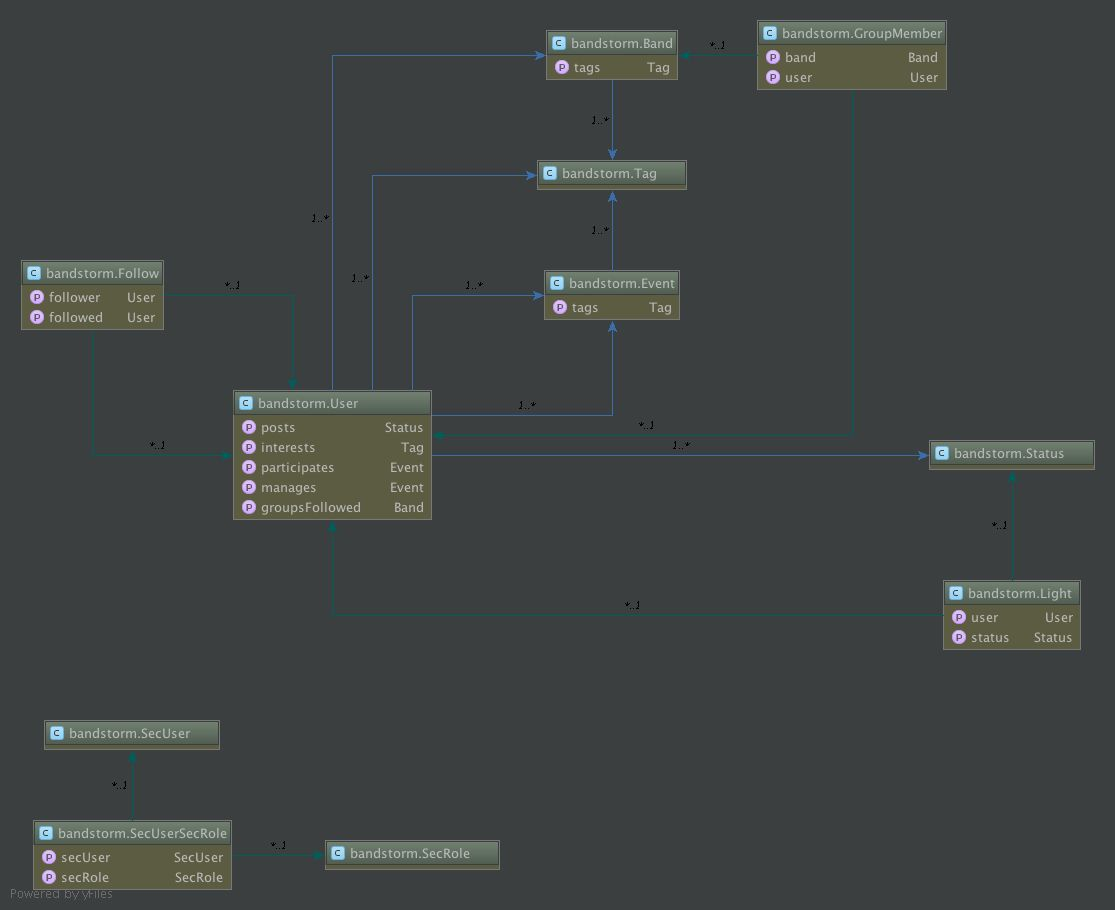 bandstorm.GroupMember
band Band
user User
bandstorm.Band
tags Tag
*..1
1..*
bandstorm.Tag
1..*
1..*
1..*
bandstorm.Follow
follower User
followed User
*..1
1..*
bandstorm.Event
tags Tag
bandstorm.User
posts Status
interests Tag
participates Event
manages Event
groupsFollowed Band
1..*
*..1
*..1
1..*
bandstorm.Status
*..1
bandstorm.Light
user User
status Status
*..1
bandstorm.SecUser
*..1
bandstorm.SecUserSecRole
secUser SecUser
secRole SecRole
*..1
bandstorm.SecRole
Powered by yFiles